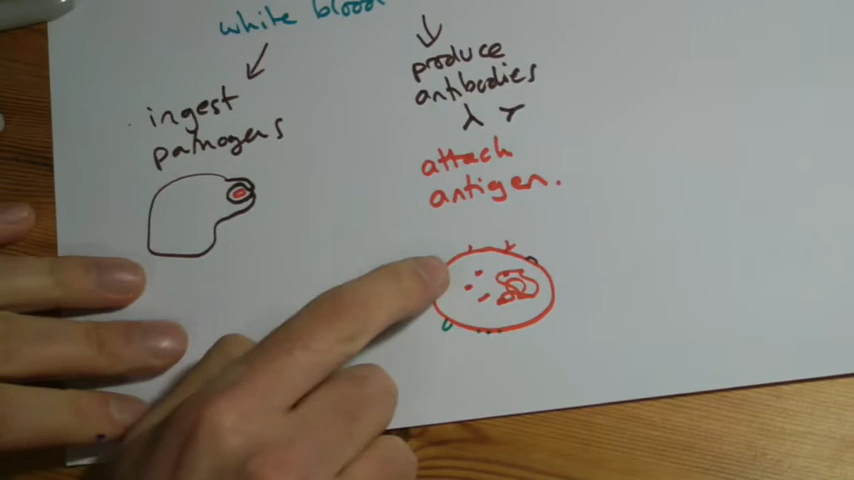 white blood
ingest
pathogens
produce
antibodies
attach
antigen.